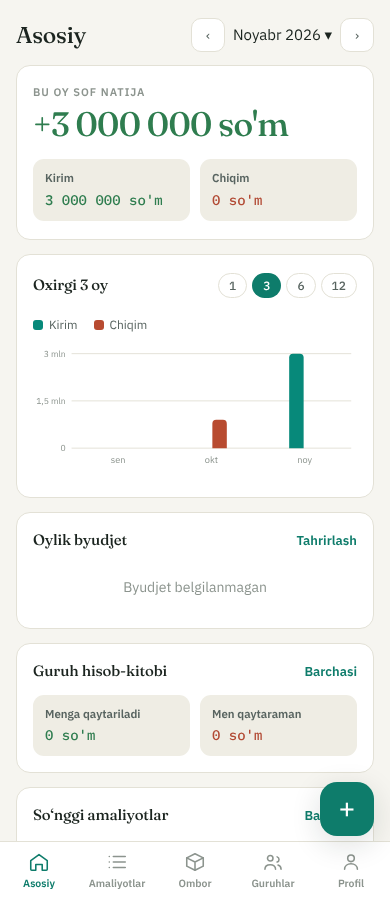 Asosiy
‹ Noyabr 2026 ▾ ›
BU OY SOF NATIJA
+3 000 000 so'm
Kirim Chiqim
3 000 000 so'm 0 so'm
Oxirgi 3 oy 1 3 6 12
Kirim Chiqim
3 mln
1,5 mln
0
sen okt noy
Oylik byudjet Tahrirlash
Byudjet belgilanmagan
Guruh hisob-kitobi Barchasi
Menga qaytariladi Men qaytaraman
0 so'm 0 so'm
Soʻnggi amaliyotlar
+
Asosiy Amaliyotlar Ombor Guruhlar Profil